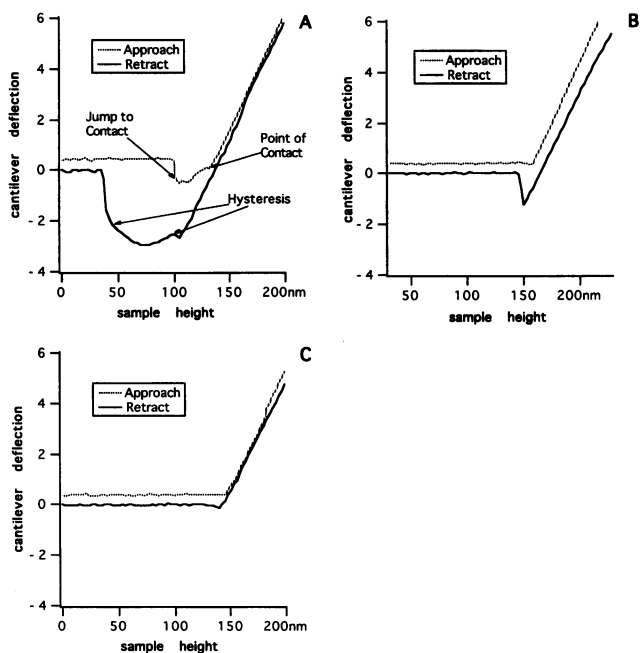 A
6
4
2
0
- 2
- 4
cantilever deflection
Approach
Retract
Jump to
Contact
Point of
Contact
Hysteresis
0
50
100
150
200nm
sample height
B
6
4
2
0
- 2
- 4
cantilever deflection
Approach
Retract
50
100
150
200nm
sample height
C
6
4
2
0
- 2
- 4
cantilever deflection
Approach
Retract
0
50
100
150
200nm
sample height